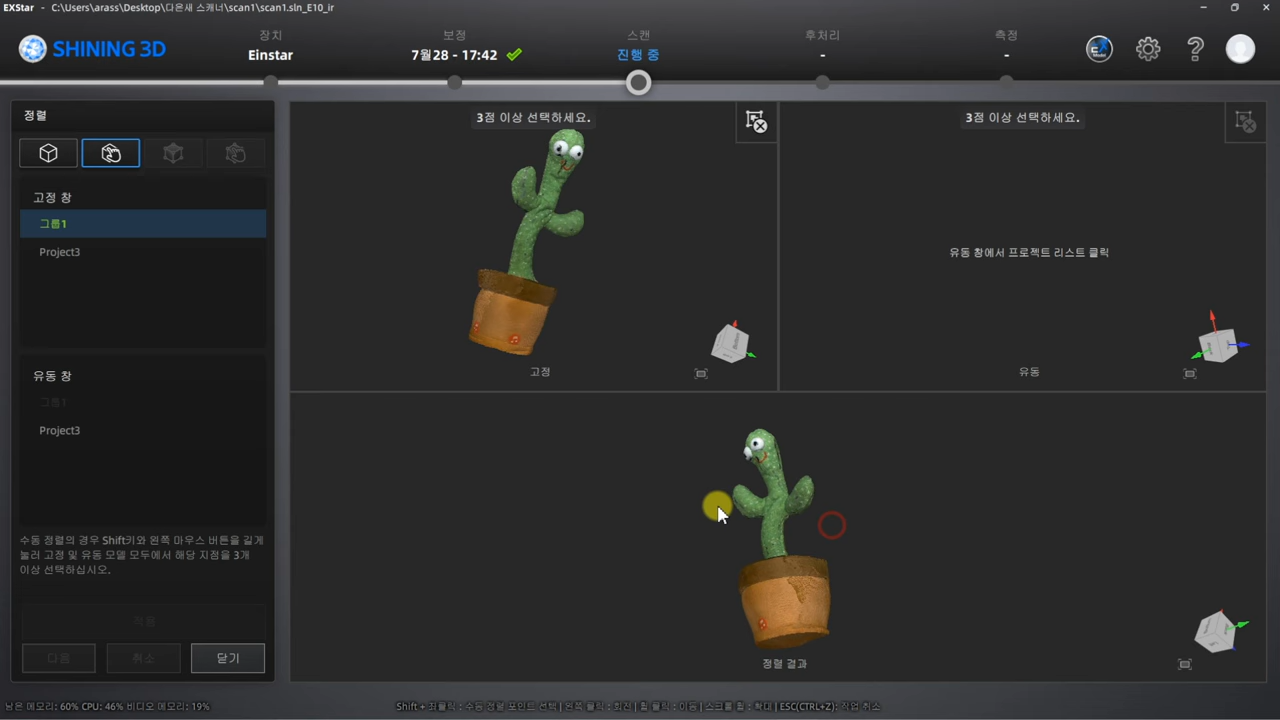 EXStar - C:\Users\arass\Desktop\다은새 스캐너\scan1\scan1.sln_E10_ir
SHINING 3D
장치
Einstar
보정
7월28 - 17:42
스캔
진행 중
후처리
-
측정
-
정렬
고정 창
그룹1
Project3
유동 창
그룹1
Project3
수동 정렬의 경우 Shift키와 왼쪽 마우스 버튼을 길게
눌러 고정 및 유동 모델 모두에서 해당 지점을 3개
이상 선택하십시오.
적용
다음
취소
닫기
3점 이상 선택하세요.
고정
3점 이상 선택하세요.
유동 창에서 프로젝트 리스트 클릭
유동
정렬 결과
남은 메모리: 60% CPU: 46% 비디오 메모리: 19%
Shift + 좌클릭 : 수동 정렬 포인트 선택 | 왼쪽 클릭 : 회전 | 휠 클릭 : 이동 | 스크롤 휠 : 확대 | ESC(CTRL+Z): 작업 취소